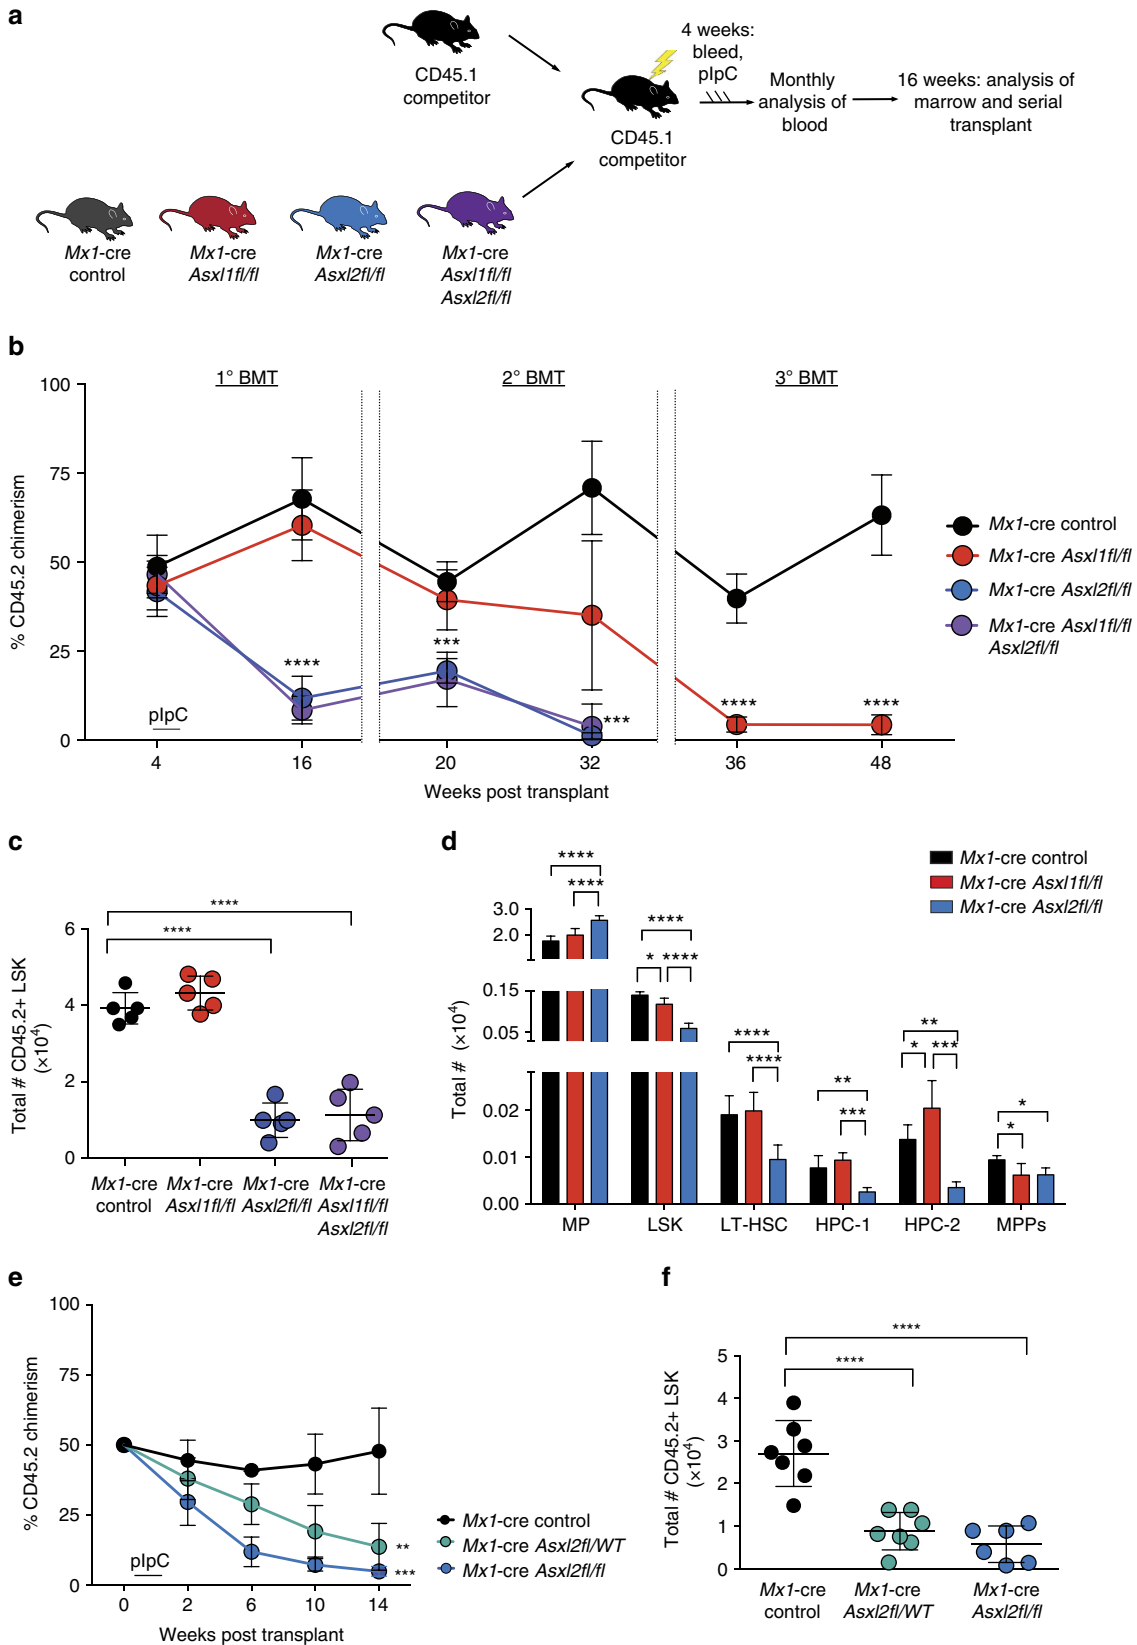 a
CD45.1
competitor
CD45.1
competitor
4 weeks:
bleed,
pIpC
Monthly
analysis of
blood
16 weeks: analysis of
marrow and serial
transplant
Mx1-cre
control
Mx1-cre
Asxl1fl/fl
Mx1-cre
Asxl2fl/fl
Mx1-cre
Asxl1fl/fl
Asxl2fl/fl
b
1° BMT
2° BMT
3° BMT
% CD45.2 chimerism
100
75
50
25
0
pIpC
****
***
***
****
****
4
16
20
32
36
48
Weeks post transplant
Mx1-cre control
Mx1-cre Asxl1fl/fl
Mx1-cre Asxl2fl/fl
Mx1-cre Asxl1fl/fl
Asxl2fl/fl
c
Total # CD45.2+ LSK
(×10⁴)
6
4
2
0
****
****
Mx1-cre
control
Mx1-cre
Asxl1fl/fl
Mx1-cre
Asxl2fl/fl
Mx1-cre
Asxl1fl/fl
Asxl2fl/fl
d
Mx1-cre control
Mx1-cre Asxl1fl/fl
Mx1-cre Asxl2fl/fl
Total # (×10⁴)
3.0
2.0
0.15
0.05
0.02
0.01
0.00
****
****
****
* ****
****
****
**
***
**
* ***
*
*
MP
LSK
LT-HSC
HPC-1
HPC-2
MPPs
e
% CD45.2 chimerism
100
75
50
25
0
pIpC
**
***
0
2
6
10
14
Weeks post transplant
Mx1-cre control
Mx1-cre Asxl2fl/WT
Mx1-cre Asxl2fl/fl
f
Total # CD45.2+ LSK
(×10⁴)
5
4
3
2
1
0
****
****
Mx1-cre
control
Mx1-cre
Asxl2fl/WT
Mx1-cre
Asxl2fl/fl